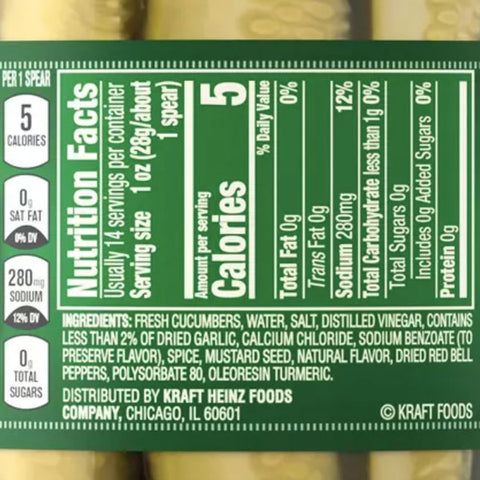 PER 1 SPEAR
5
CALORIES
0g
SAT FAT
0% DV
280mg
SODIUM
12% DV
0g
TOTAL
SUGARS
Nutrition Facts
Usually 14 servings per container
Serving size 1 oz (28g/about
1 spear)
Amount per serving
Calories 5
% Daily Value
Total Fat 0g 0%
Trans Fat 0g
Sodium 280mg 12%
Total Carbohydrate less than 1g 0%
Total Sugars 0g
Includes 0g Added Sugars 0%
Protein 0g
INGREDIENTS: FRESH CUCUMBERS, WATER, SALT, DISTILLED VINEGAR, CONTAINS
LESS THAN 2% OF DRIED GARLIC, CALCIUM CHLORIDE, SODIUM BENZOATE (TO
PRESERVE FLAVOR), SPICE, MUSTARD SEED, NATURAL FLAVOR, DRIED RED BELL
PEPPERS, POLYSORBATE 80, OLEORESIN TURMERIC.
DISTRIBUTED BY KRAFT HEINZ FOODS
COMPANY, CHICAGO, IL 60601
© KRAFT FOODS